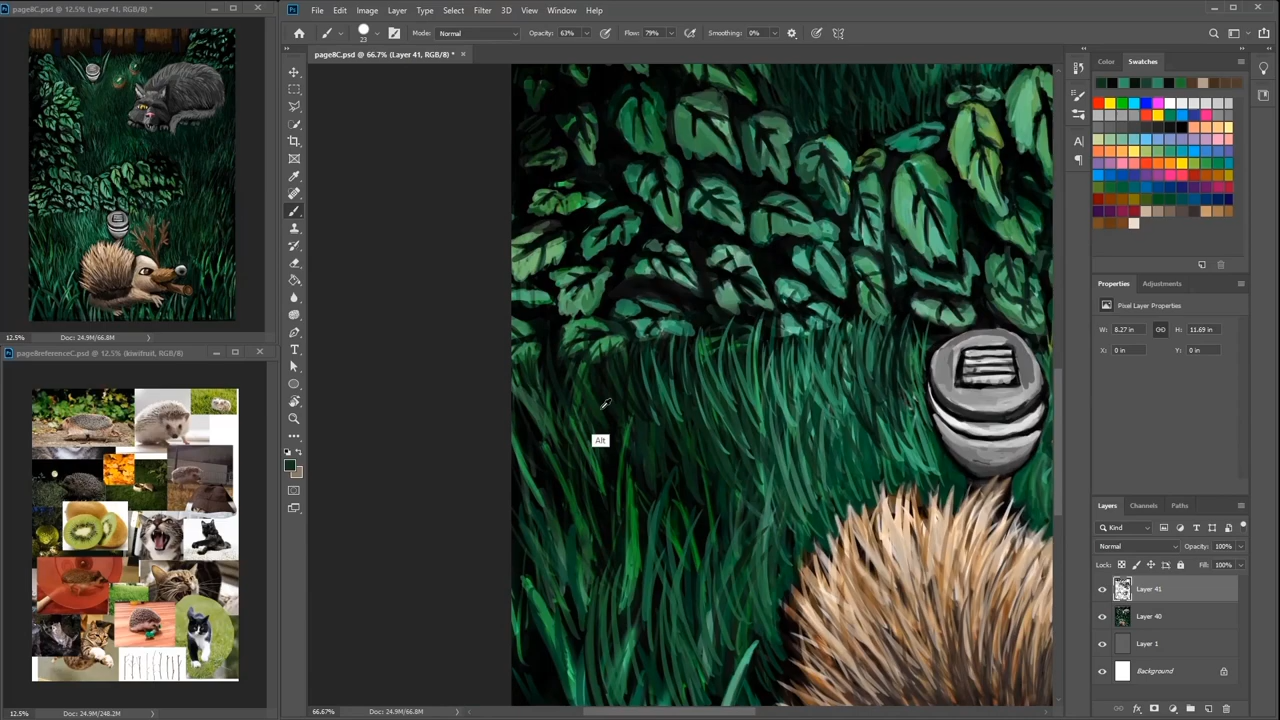 page8C.psd @ 12.5% (Layer 41, RGB/8) *
12.5% Doc: 24.9M/66.8M
page8referenceC.psd @ 12.5% (kiwifruit, RGB/8)
12.5% Doc: 24.9M/248.2M
File Edit Image Layer Type Select Filter 3D View Window Help
23 Mode: Normal Opacity: 63% Flow: 79% Smoothing: 0%
page8C.psd @ 66.7% (Layer 41, RGB/8) *
Alt
66.67% Doc: 24.9M/66.8M
Color Swatches
Properties Adjustments
Pixel Layer Properties
W: 8.27 in H: 11.69 in
X: 0 in Y: 0 in
Layers Channels Paths
Kind
Normal Opacity: 100%
Lock: Fill: 100%
Layer 41
Layer 40
Layer 1
Background